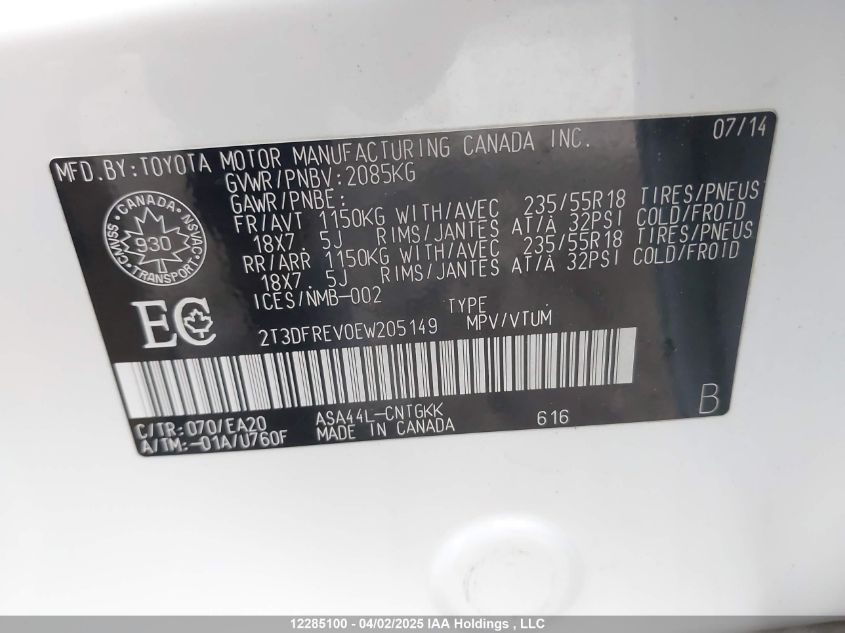 MFD.BY:TOYOTA MOTOR MANUFACTURING CANADA INC. 07/14
GVWR/PNBV:2085KG
GAWR/PNBE:
FR/AVT 1150KG WITH/AVEC 235/55R18 TIRES/PNEUS
18X7.5J RIMS/JANTES AT/À 32PSI COLD/FROID
RR/ARR 1150KG WITH/AVEC 235/55R18 TIRES/PNEUS
18X7.5J RIMS/JANTES AT/À 32PSI COLD/FROID
ICES/NMB-002
CANADA
CMVSS 930 NSVAC
TRANSPORT
EC
TYPE
2T3DFREV0EW205149 MPV/VTUM
C/TR:070/EA20 ASA44L-CNTGKK 616 B
A/TM:-01A/U760F MADE IN CANADA
12285100 - 04/02/2025 IAA Holdings , LLC